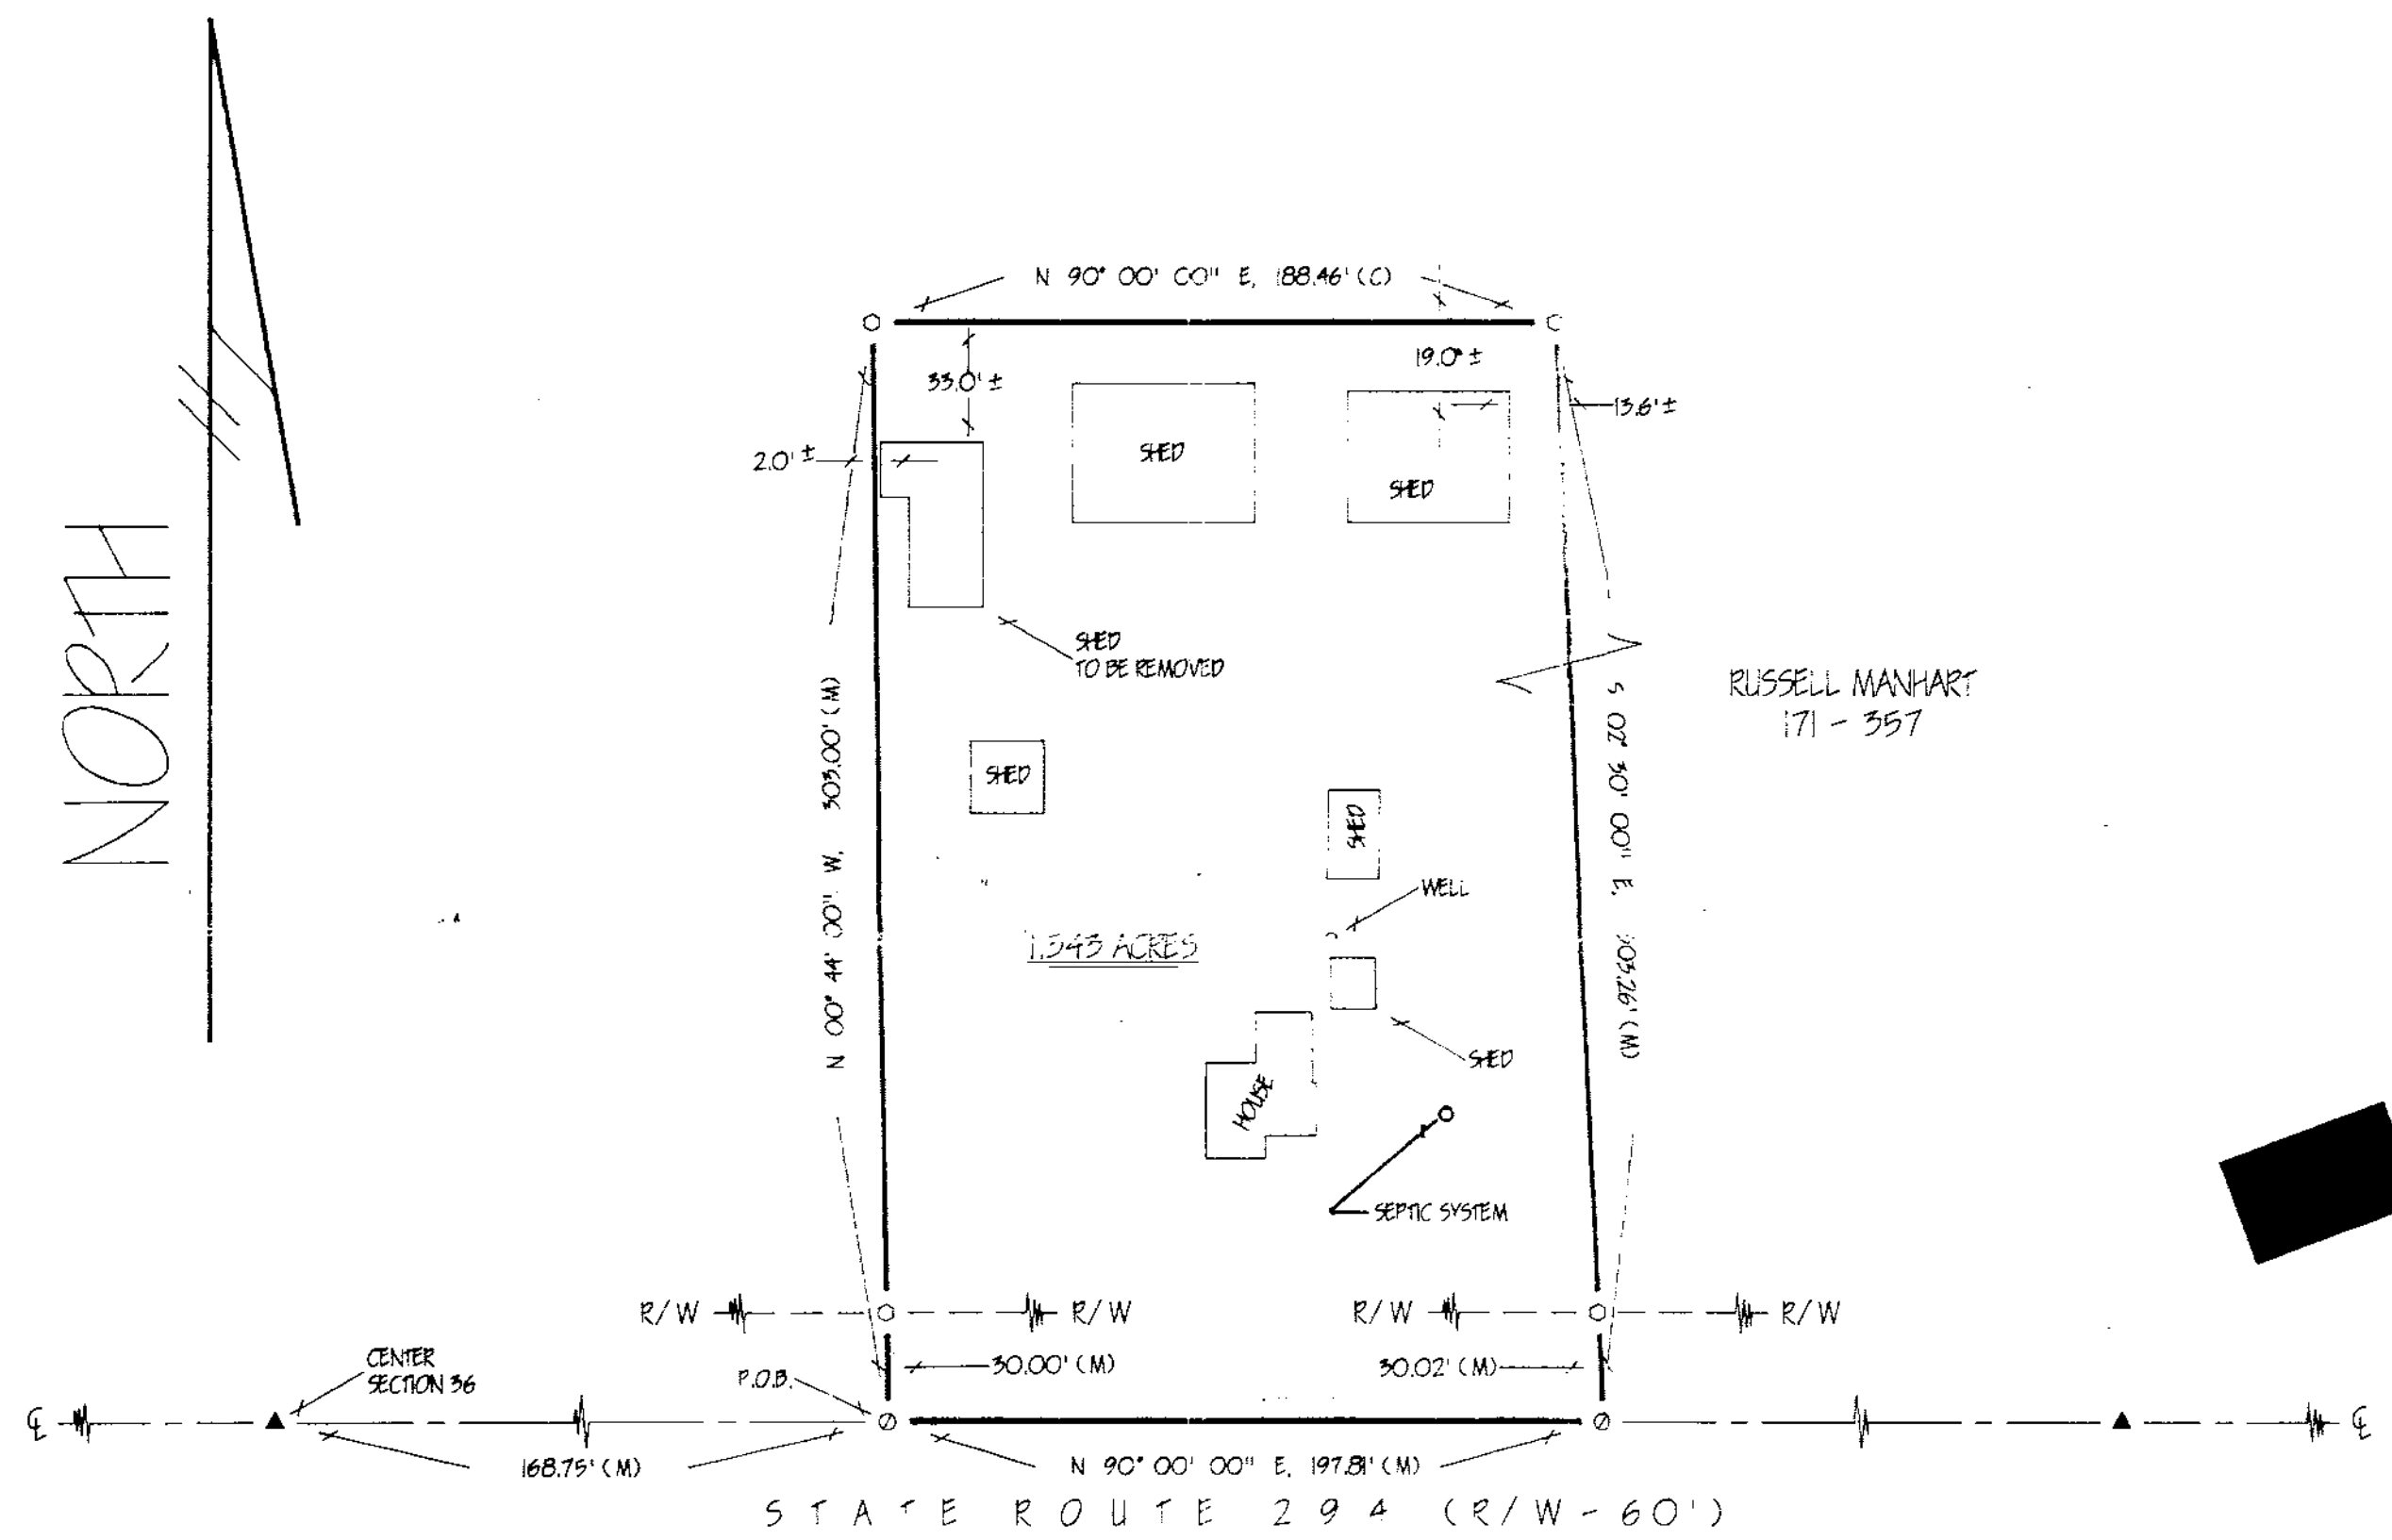 NORTH
N 90° 00' 00" E, 188.46' (C)
33.0' ±
19.0' ±
13.6' ±
2.0' ±
SHED
SHED
SHED
TO BE REMOVED
N 00° 44' 00" W, 303.00' (M)
S 02° 30' 00" E, 303.26' (M)
RUSSELL MANHART
171 - 357
SHED
SHED
WELL
1.343 ACRES
SHED
HOUSE
SEPTIC SYSTEM
R/W
R/W
R/W
R/W
CENTER
SECTION 36
P.O.B.
30.00' (M)
30.02' (M)
℄
℄
168.75' (M)
N 90° 00' 00" E, 197.81' (M)
STATE ROUTE 294 (R/W-60')